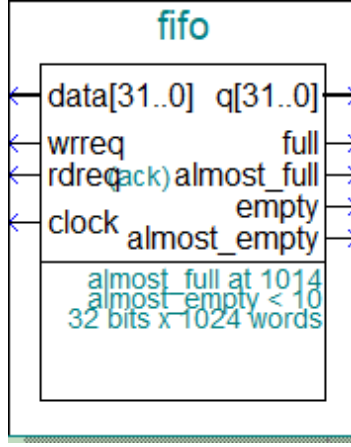 fifo
data[31..0] q[31..0]
wrreq full
rdreq(ack) almost_full
empty
clock
almost_empty
almost_full at 1014
almost_empty < 10
32 bits x 1024 words